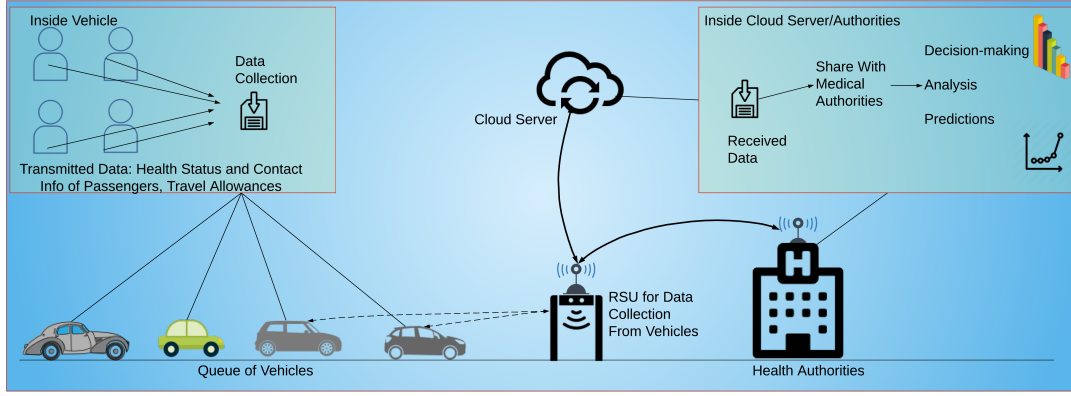 Inside Vehicle
Data
Collection
Transmitted Data: Health Status and Contact
Info of Passengers, Travel Allowances
Cloud Server
Inside Cloud Server/Authorities
Received
Data
Share With
Medical
Authorities
Decision-making
Analysis
Predictions
RSU for Data
Collection
From Vehicles
Queue of Vehicles
Health Authorities